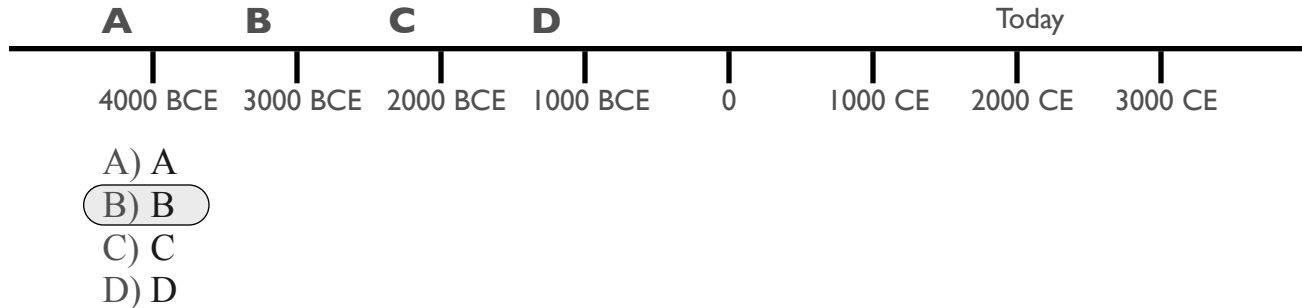 A B C D Today
4000 BCE 3000 BCE 2000 BCE 1000 BCE 0 1000 CE 2000 CE 3000 CE
A) A
B) B
C) C
D) D